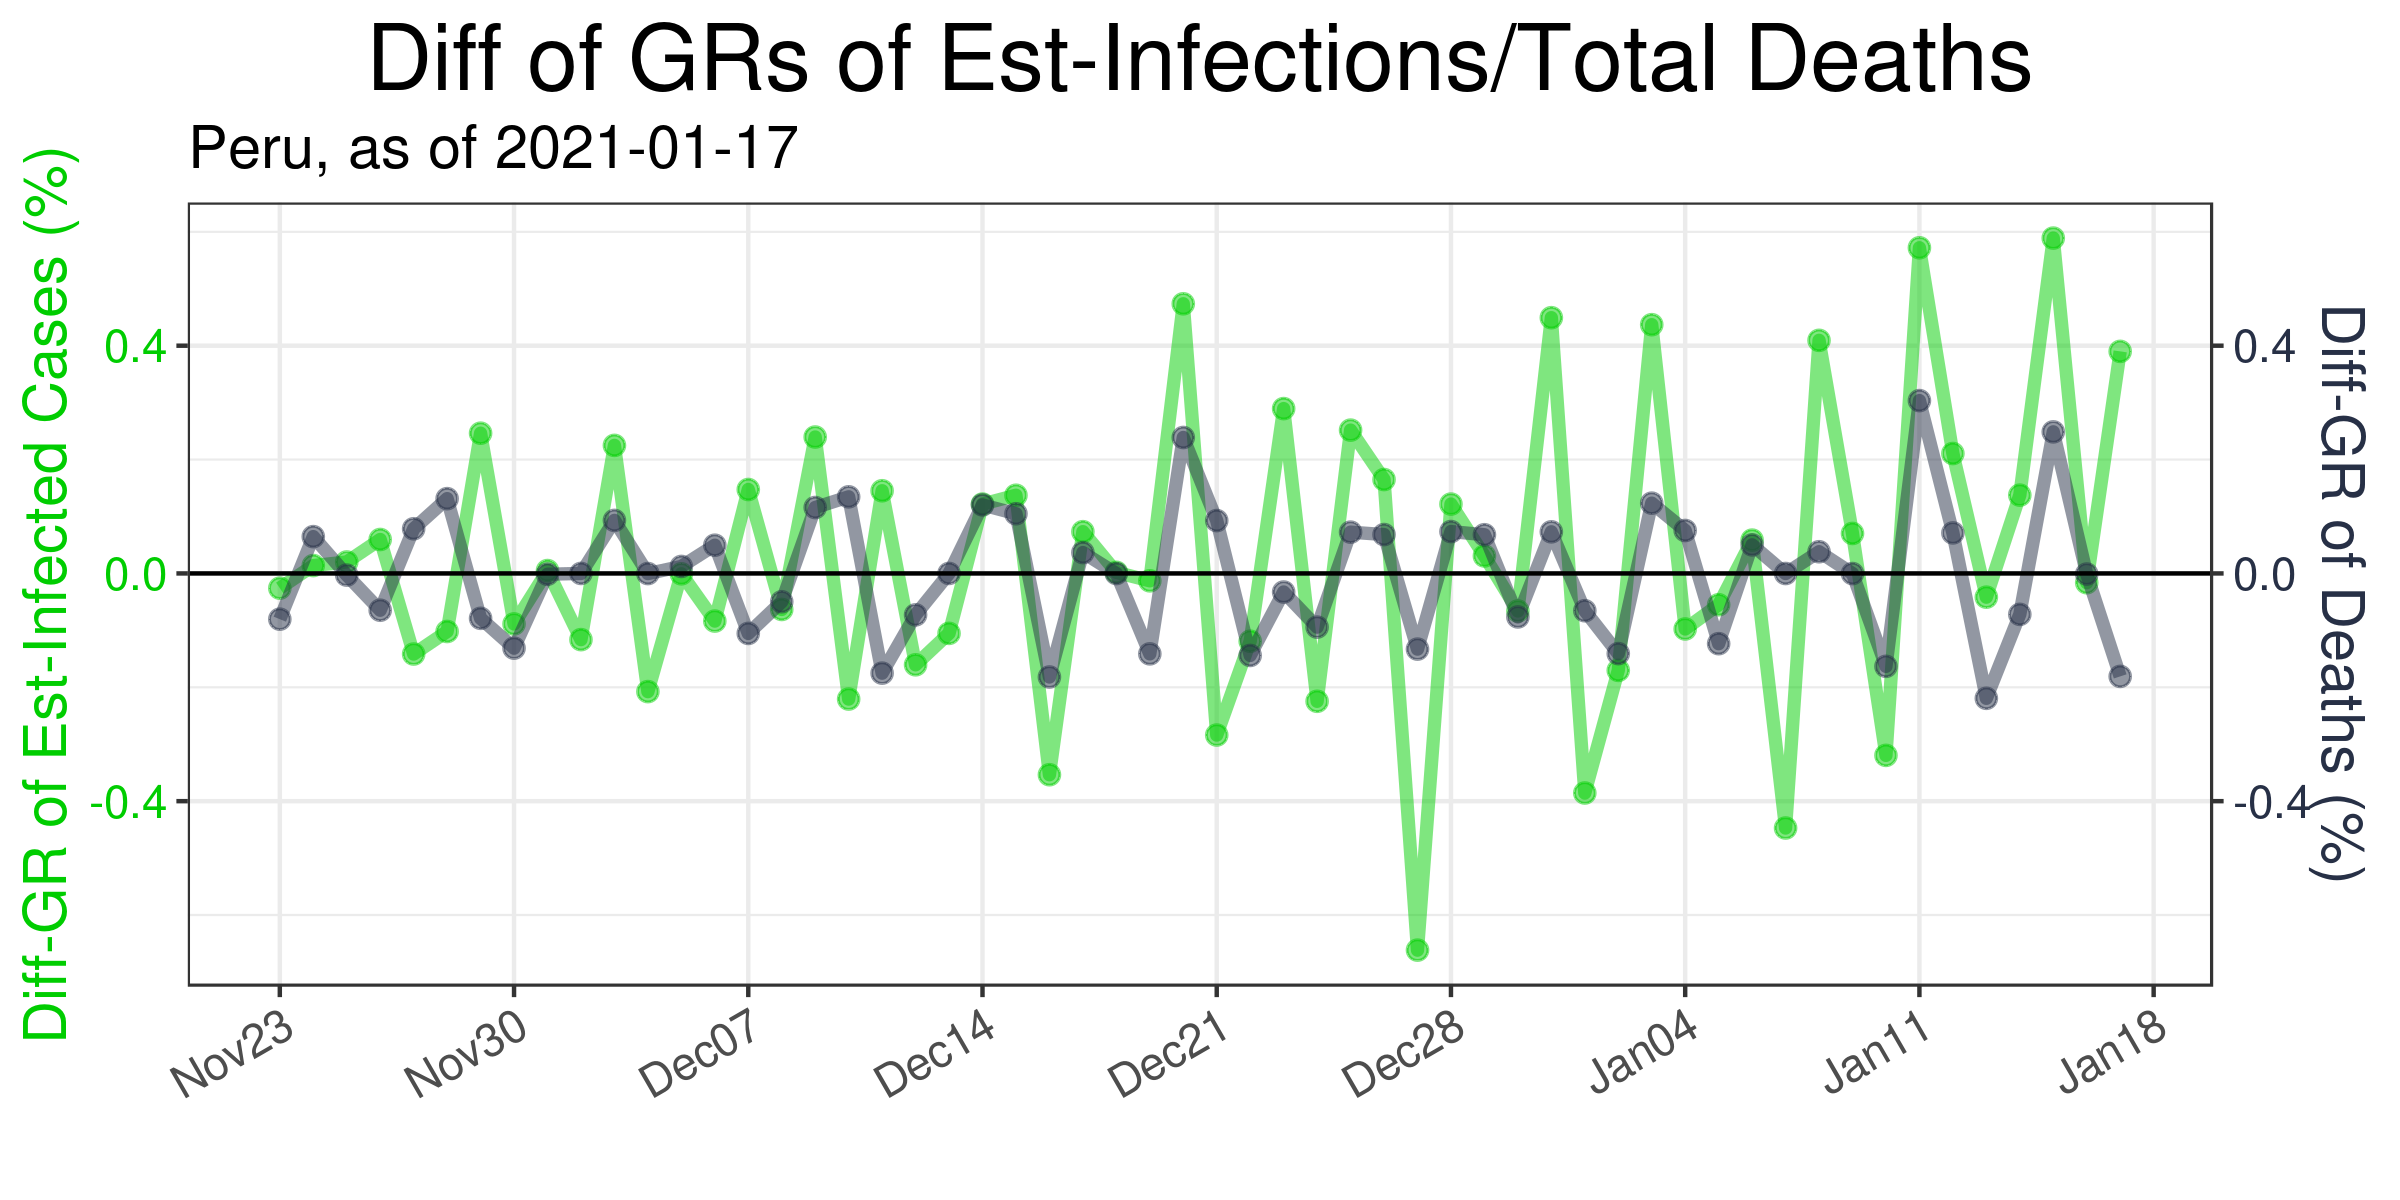 Diff of GRs of Est-Infections/Total Deaths
Peru, as of 2021-01-17
Diff-GR of Est-Infected Cases (%)
0.4
0.0
-0.4
0.4
0.0
-0.4
Diff-GR of Deaths (%)
Nov23
Nov30
Dec07
Dec14
Dec21
Dec28
Jan04
Jan11
Jan18